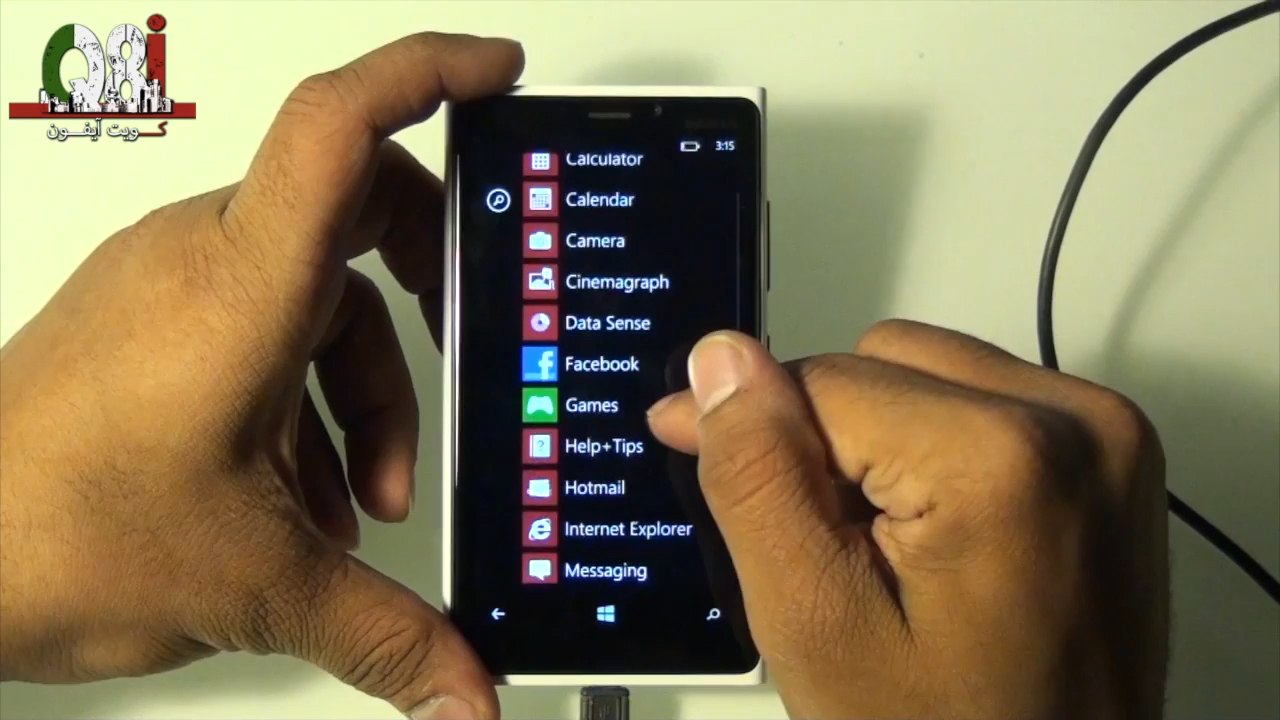 Q8i
كويت آيفون
3:15
Calculator
Calendar
Camera
Cinemagraph
Data Sense
Facebook
Games
Help+Tips
Hotmail
Internet Explorer
Messaging